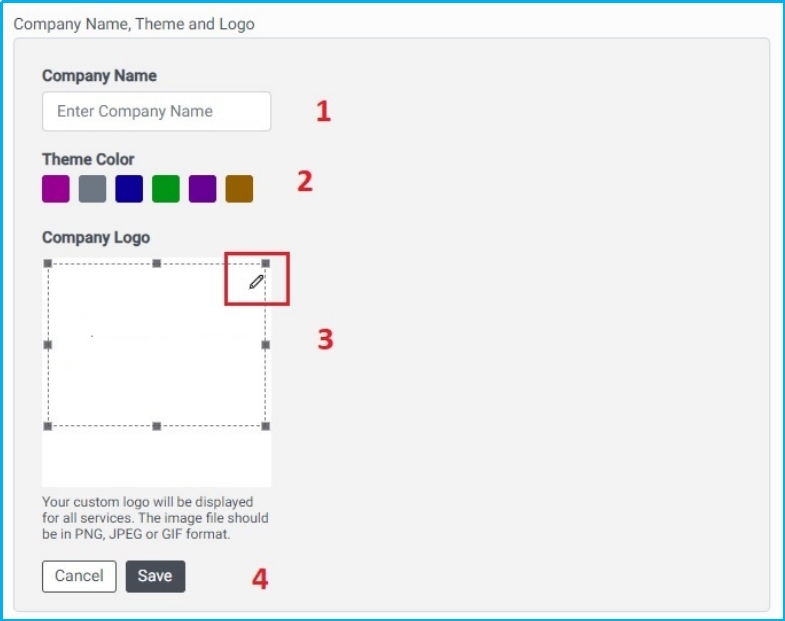 Company Name, Theme and Logo
Company Name
Enter Company Name
1
Theme Color
2
Company Logo
3
Your custom logo will be displayed
for all services. The image file should
be in PNG, JPEG or GIF format.
Cancel Save 4